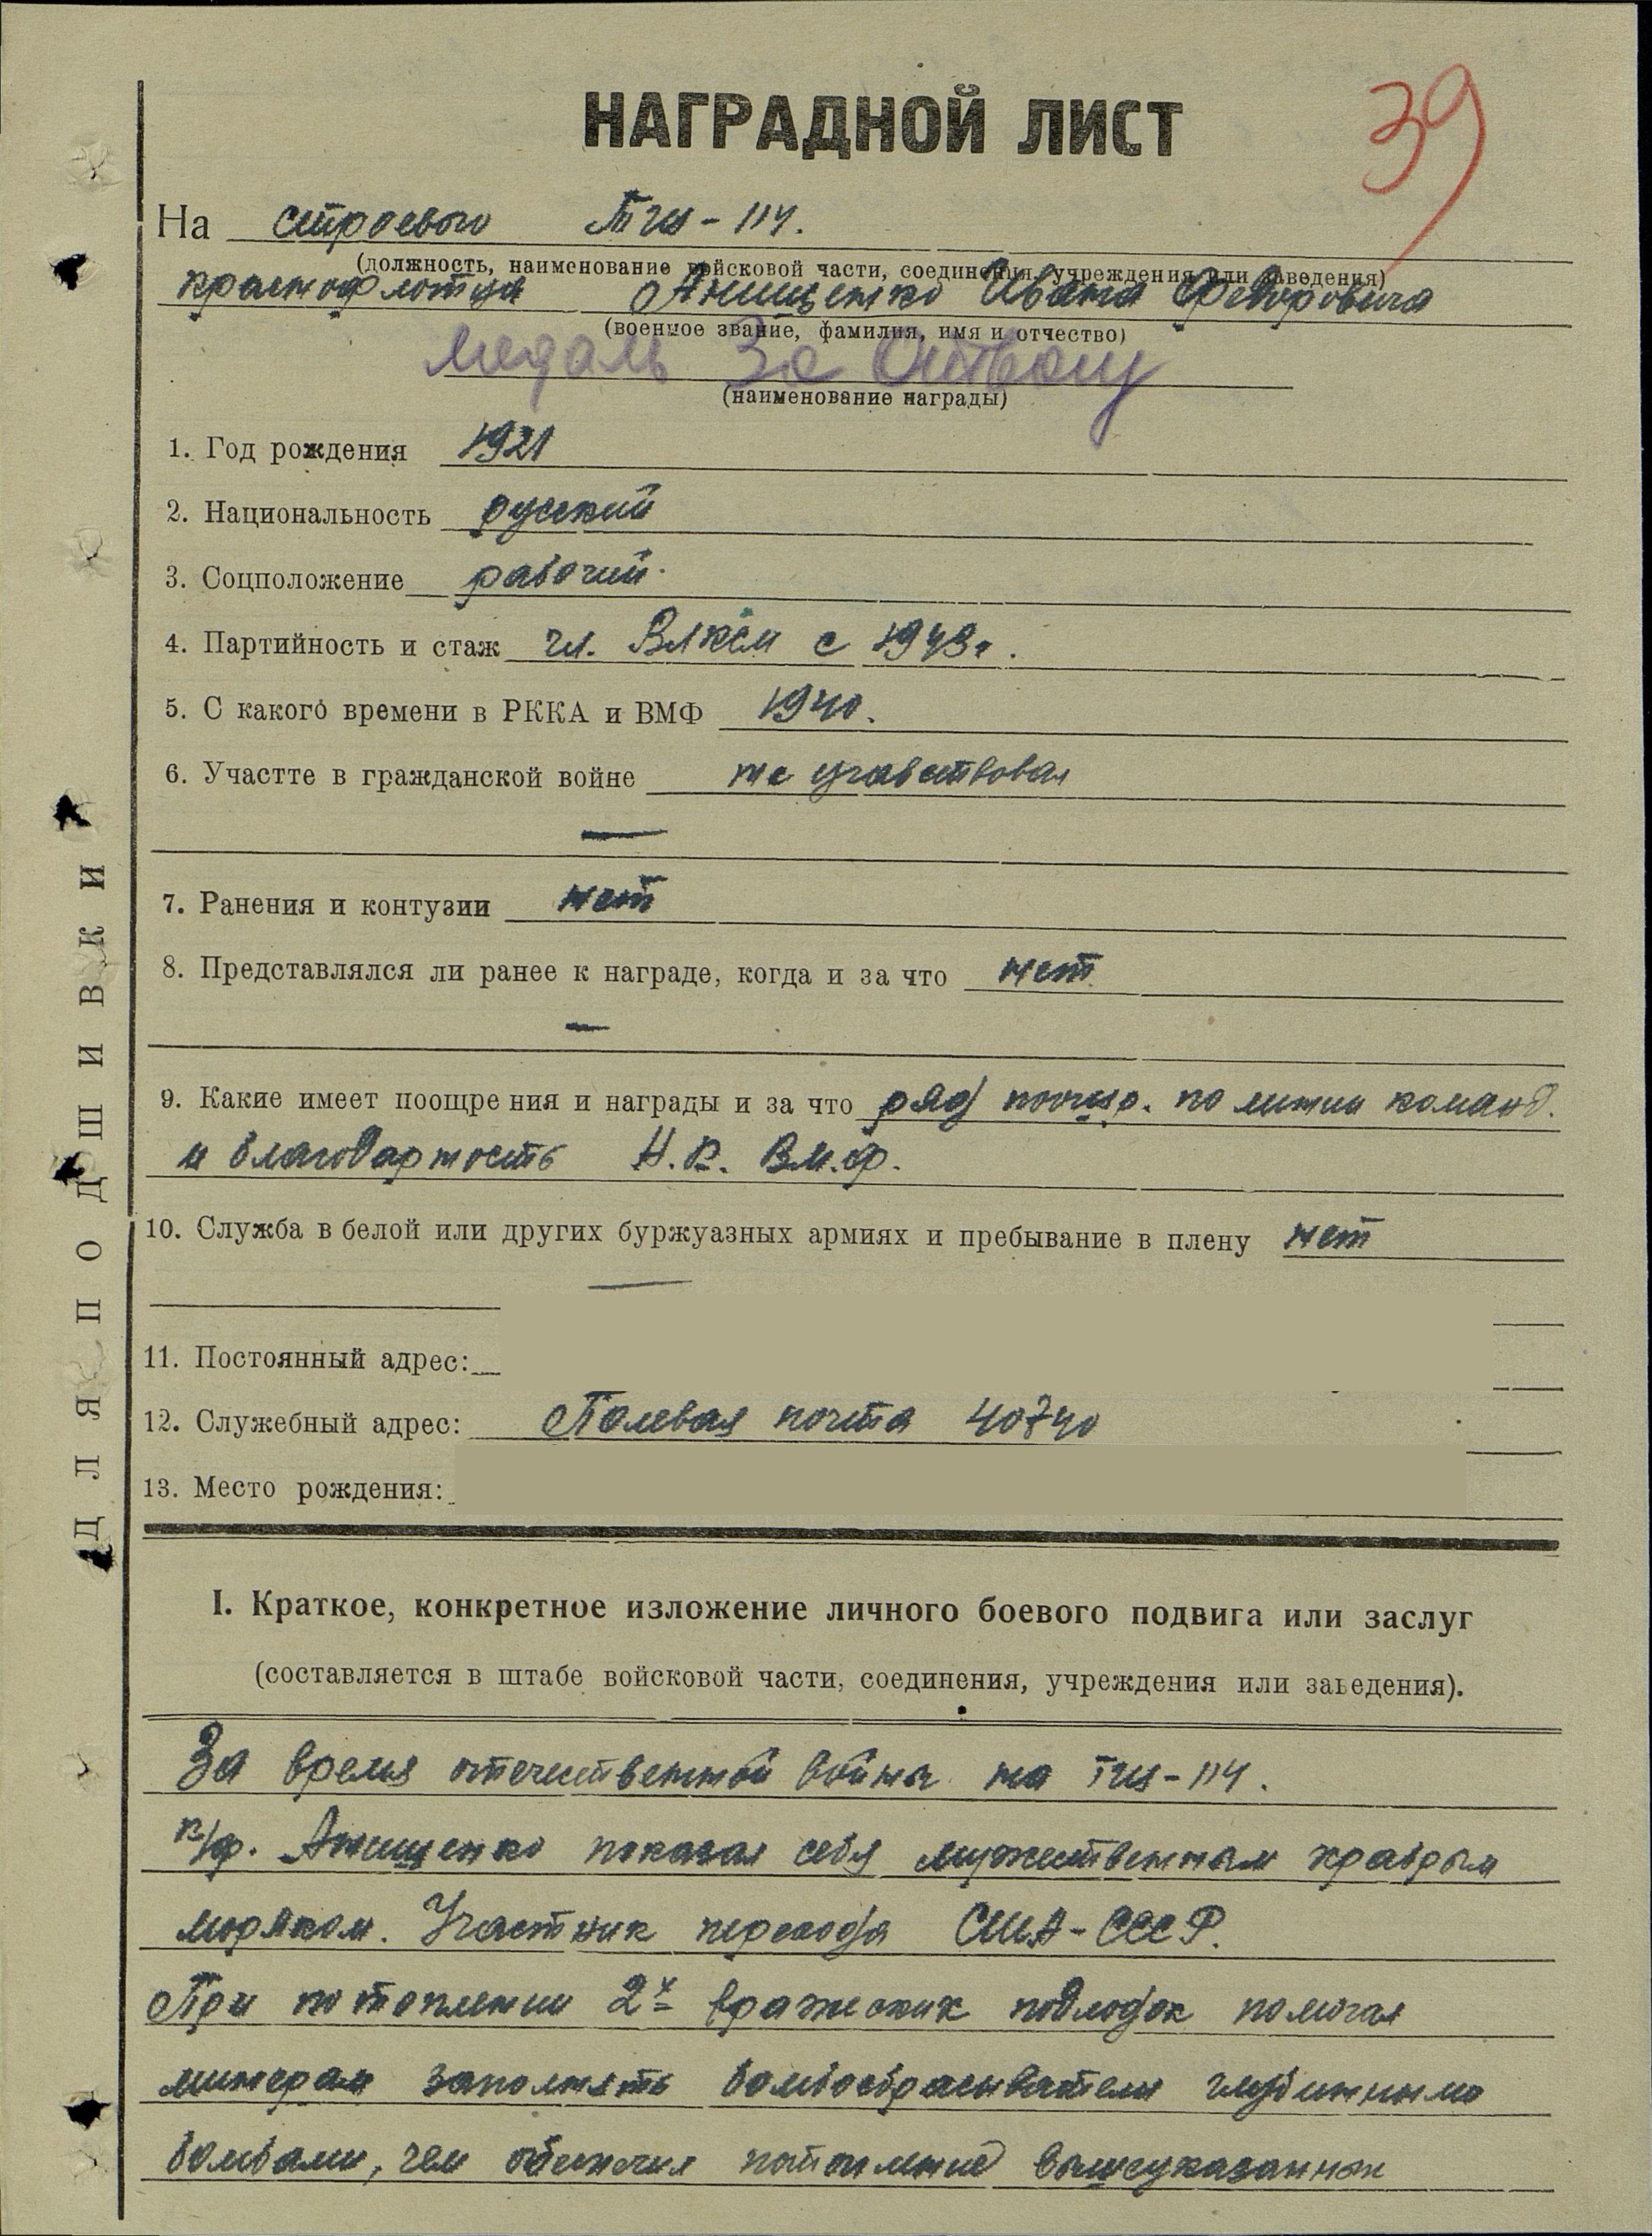 39
НАГРАДНОЙ ЛИСТ
На строевого ТЩ-114.
(должность, наименование войсковой части, соединения, учреждения или заведения)
краснофлотца Анищенко Ивана Федоровича
(военное звание, фамилия, имя и отчество)
медаль За Отвагу
(наименование награды)
1. Год рождения 1921
2. Национальность русский
3. Соцположение рабочий.
4. Партийность и стаж чл. ВЛКСМ с 1943г.
5. С какого времени в РККА и ВМФ 1940.
6. Участте в гражданской войне не учавствовал
—
7. Ранения и контузии нет
8. Представлялся ли ранее к награде, когда и за что нет
—
9. Какие имеет поощрения и награды и за что ряд поощр. по линии команд.
и благодарность Н.К. ВМ.Ф.
10. Служба в белой или других буржуазных армиях и пребывание в плену нет
—
11. Постоянный адрес:
12. Служебный адрес: Полевая почта 40740
13. Место рождения:
I. Краткое, конкретное изложение личного боевого подвига или заслуг
(составляется в штабе войсковой части, соединения, учреждения или заведения).
За время отечественной войны на ТЩ-114.
к/ф. Анищенко показал себя мужественным храбрым
моряком. Участник перехода США-СССР.
При потоплении 2х вражеских подлодок помогал
минерам заполнять бомбосбрасыватели глубинными
бомбами, чем обеспечил потопление вышеуказанных
ДЛЯ ПОДШИВКИ